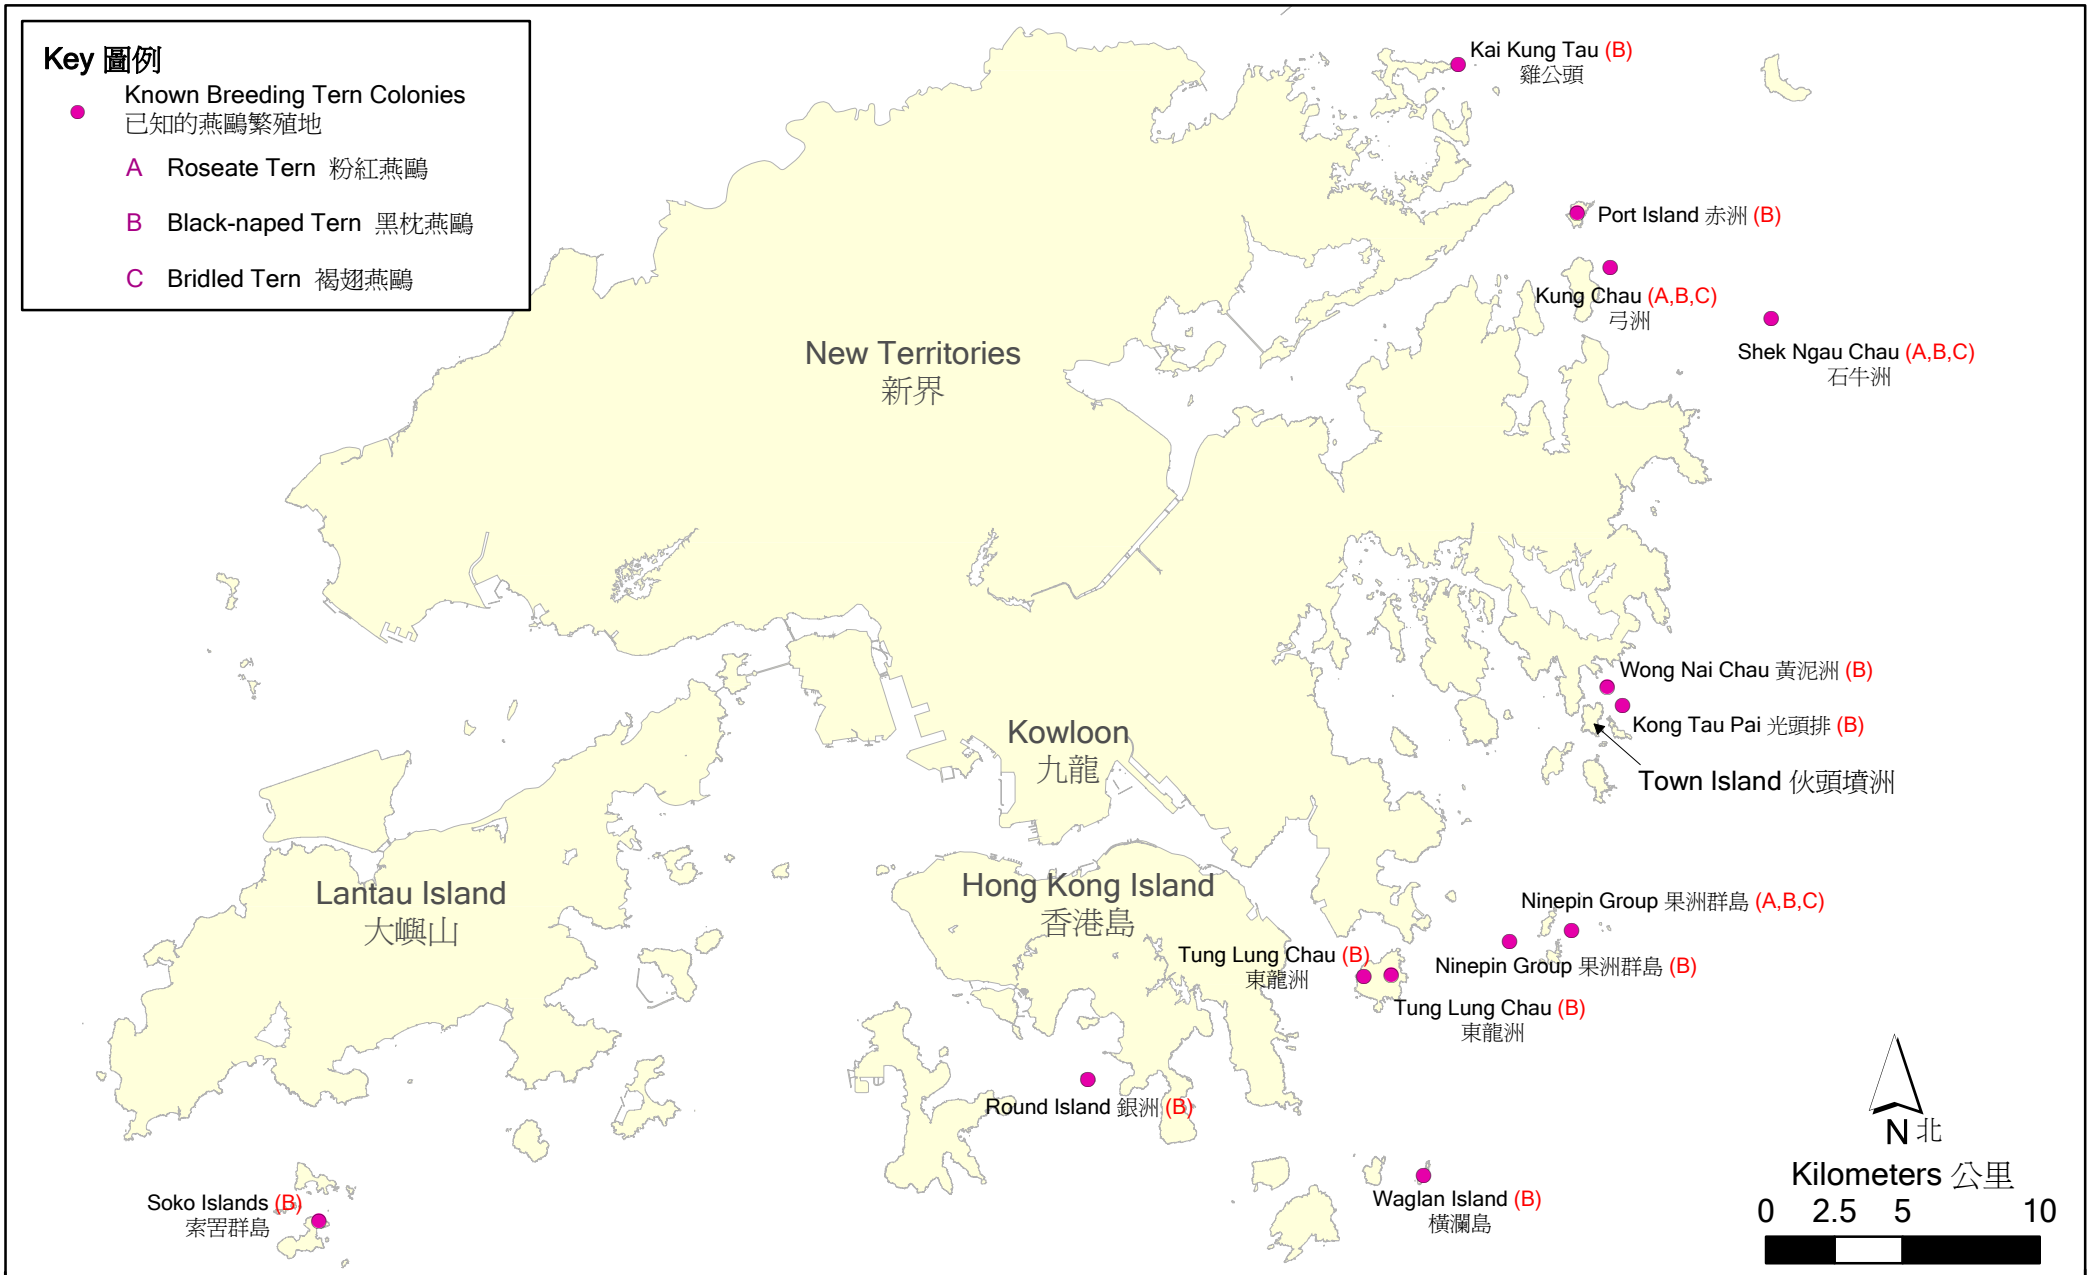 Key 圖例
Known Breeding Tern Colonies
已知的燕鷗繁殖地
A Roseate Tern 粉紅燕鷗
B Black-naped Tern 黑枕燕鷗
C Bridled Tern 褐翅燕鷗
Kai Kung Tau (B)
雞公頭
Port Island 赤洲 (B)
Kung Chau (A,B,C)
弓洲
Shek Ngau Chau (A,B,C)
石牛洲
New Territories
新界
Wong Nai Chau 黃泥洲 (B)
Kong Tau Pai 光頭排 (B)
Town Island 伙頭墳洲
Kowloon
九龍
Lantau Island
大嶼山
Hong Kong Island
香港島
Ninepin Group 果洲群島 (A,B,C)
Ninepin Group 果洲群島 (B)
Tung Lung Chau (B)
東龍洲
Tung Lung Chau (B)
東龍洲
Round Island 銀洲 (B)
Waglan Island (B)
橫瀾島
Soko Islands (B)
索罟群島
N 北
Kilometers 公里
0 2.5 5 10